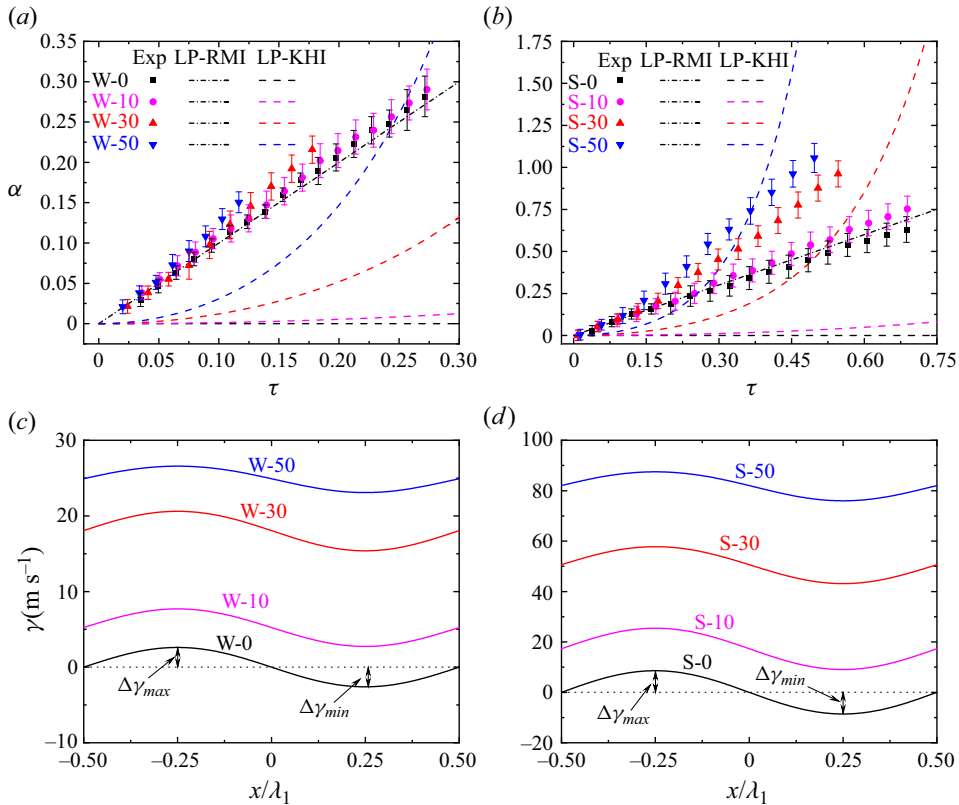 (a)
Exp LP-RMI LP-KHI
W-0
W-10
W-30
W-50
0.35
0.30
0.25
0.20
0.15
0.10
0.05
0
α
0 0.05 0.10 0.15 0.20 0.25 0.30
τ
(b)
Exp LP-RMI LP-KHI
S-0
S-10
S-30
S-50
1.75
1.50
1.25
1.00
0.75
0.50
0.25
0
0 0.15 0.30 0.45 0.60 0.75
τ
(c)
30
20
10
0
−10
γ(m s⁻¹)
W-50
W-30
W-10
W-0
Δγmax
Δγmin
−0.50 −0.25 0 0.25 0.50
x/λ₁
(d)
100
80
60
40
20
0
−20
S-50
S-30
S-10
S-0
Δγmin
Δγmax
−0.50 −0.25 0 0.25 0.50
x/λ₁